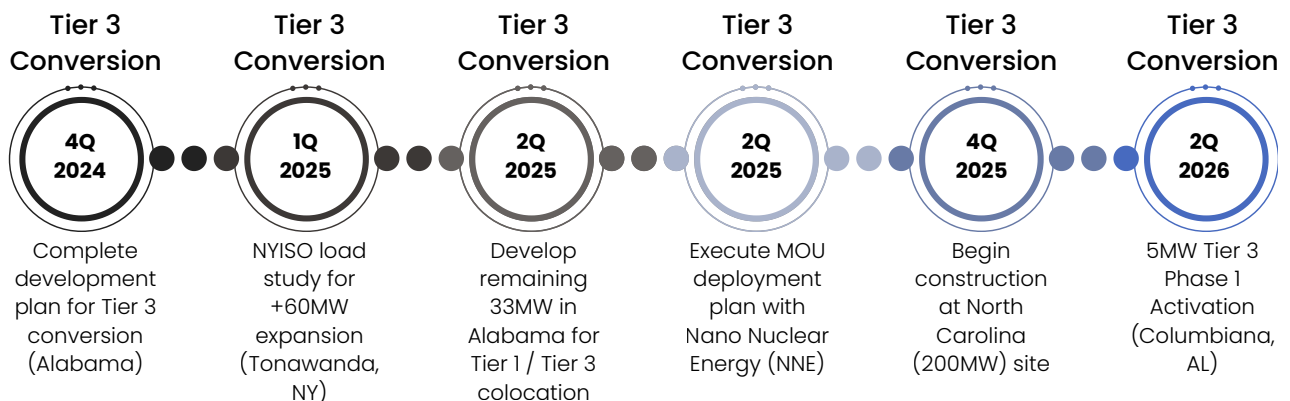 Tier 3
Conversion
4Q
2024
Complete
development
plan for Tier 3
conversion
(Alabama)
Tier 3
Conversion
1Q
2025
NYISO load
study for
+60MW
expansion
(Tonawanda,
NY)
Tier 3
Conversion
2Q
2025
Develop
remaining
33MW in
Alabama for
Tier 1 / Tier 3
colocation
Tier 3
Conversion
2Q
2025
Execute MOU
deployment
plan with
Nano Nuclear
Energy (NNE)
Tier 3
Conversion
4Q
2025
Begin
construction
at North
Carolina
(200MW) site
Tier 3
Conversion
2Q
2026
5MW Tier 3
Phase 1
Activation
(Columbiana,
AL)